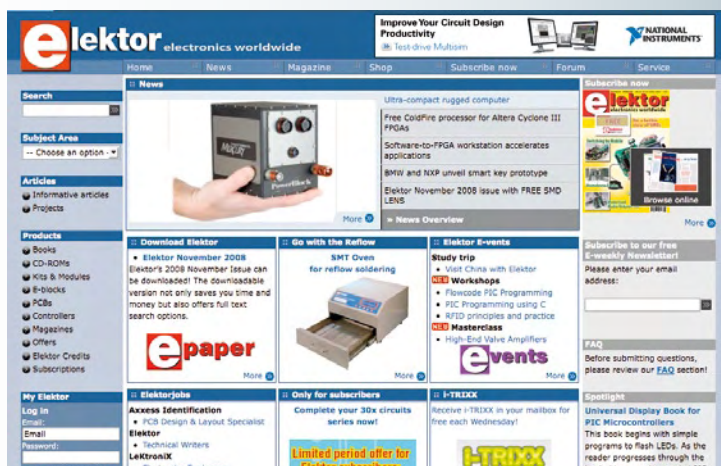 elektor electronics worldwide
Improve Your Circuit Design
Productivity
Test-drive Multisim
NATIONAL
INSTRUMENTS
Home
News
Magazine
Shop
Subscribe now
Forum
Service
Search
Subject Area
-- Choose an option -
Articles
Informative articles
Projects
Products
Books
CD-ROMs
Kits & Modules
E-blocks
PCBs
Controllers
Magazines
Offers
Elektor Credits
Subscriptions
My Elektor
Log in
Email:
Email
Password:
:: News
Mercury
PowerBlock
More
Ultra-compact rugged computer
Free ColdFire processor for Altera Cyclone III
FPGAs
Software-to-FPGA workstation accelerates
applications
BMW and NXP unveil smart key prototype
Elektor November 2008 issue with FREE SMD
LENS
» News Overview
:: Download Elektor
Elektor November 2008
Elektor's 2008 November Issue can
be downloaded! The downloadable
version not only saves you time and
money but also offers full text
search options.
epaper
More
:: Go with the Reflow
SMT Oven
for reflow soldering
More
:: Elektor E-vents
Study trip
Visit China with Elektor
NEW Workshops
Flowcode PIC Programming
PIC Programming using C
RFID principles and practice
NEW Masterclass
High-End Valve Amplifiers
events
More
:: Elektorjobs
Axxess Identification
PCB Design & Layout Specialist
Elektor
Technical Writers
LeKtroniX
:: Only for subscribers
Complete your 30x circuits
series now!
Limited period offer for
Elektor subscribers
:: i-TRIXX
Receive i-TRIXX in your mailbox for
free each Wednesday!
i-TRIXX
Subscribe now
elektor
Browse online
More
Subscribe to our free
E-weekly Newsletter!
Please enter your email
address:
FAQ
Before submitting questions,
please review our FAQ section!
Spotlight
Universal Display Book for
PIC Microcontrollers
This book begins with simple
programs to flash LEDs. As the
reader progresses through the